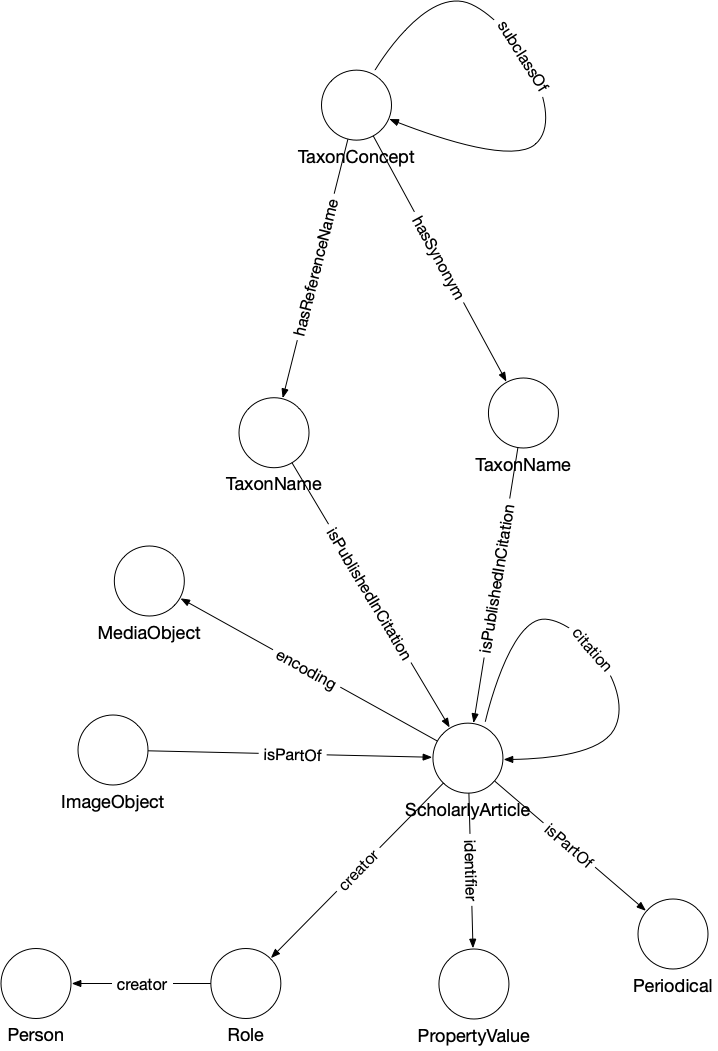 subclassOf
TaxonConcept
hasReferenceName
hasSynonym
TaxonName
TaxonName
isPublishedInCitation
isPublishedInCitation
MediaObject
encoding
citation
isPartOf
ImageObject
ScholarlyArticle
creator
identifier
isPartOf
Periodical
creator
Person
Role
PropertyValue